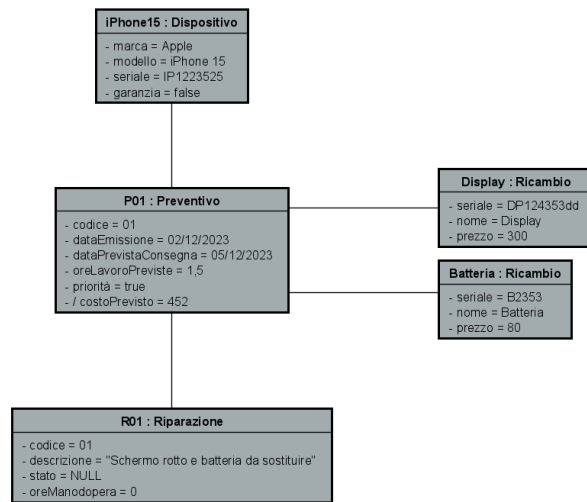 iPhone15 : Dispositivo
- marca = Apple
- modello = iPhone 15
- seriale = IP1223525
- garanzia = false
P01 : Preventivo
- codice = 01
- dataEmissione = 02/12/2023
- dataPrevistaConsegna = 05/12/2023
- oreLavoroPreviste = 1,5
- priorità = true
- / costoPrevisto = 452
Display : Ricambio
- seriale = DP124353dd
- nome = Display
- prezzo = 300
Batteria : Ricambio
- seriale = B2353
- nome = Batteria
- prezzo = 80
R01 : Riparazione
- codice = 01
- descrizione = "Schermo rotto e batteria da sostituire"
- stato = NULL
- oreManodopera = 0